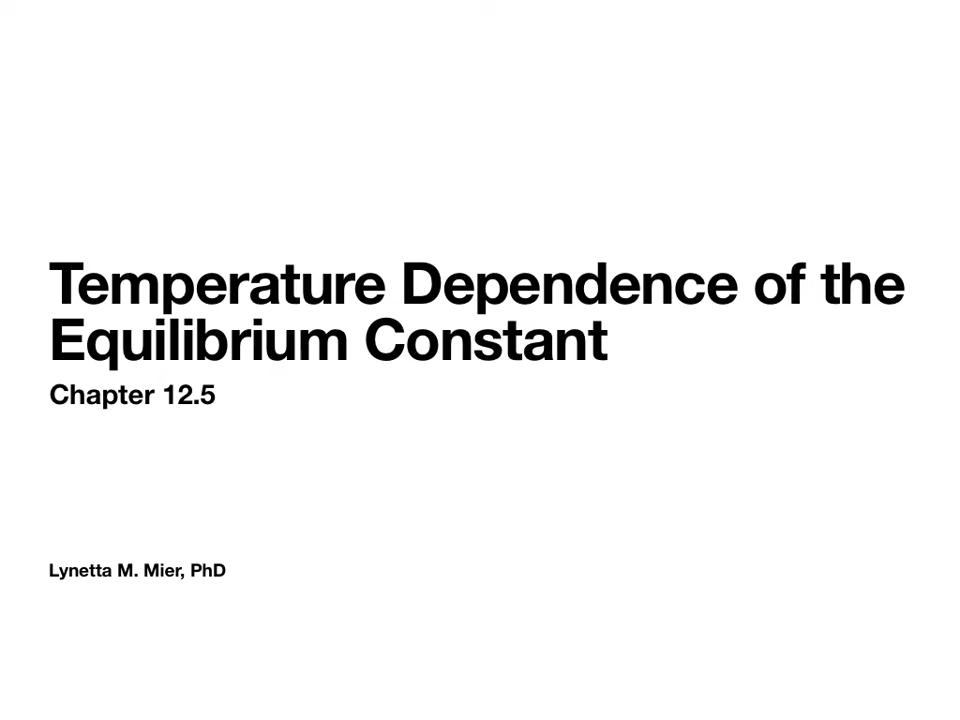 Temperature Dependence of the
Equilibrium Constant
Chapter 12.5
Lynetta M. Mier, PhD